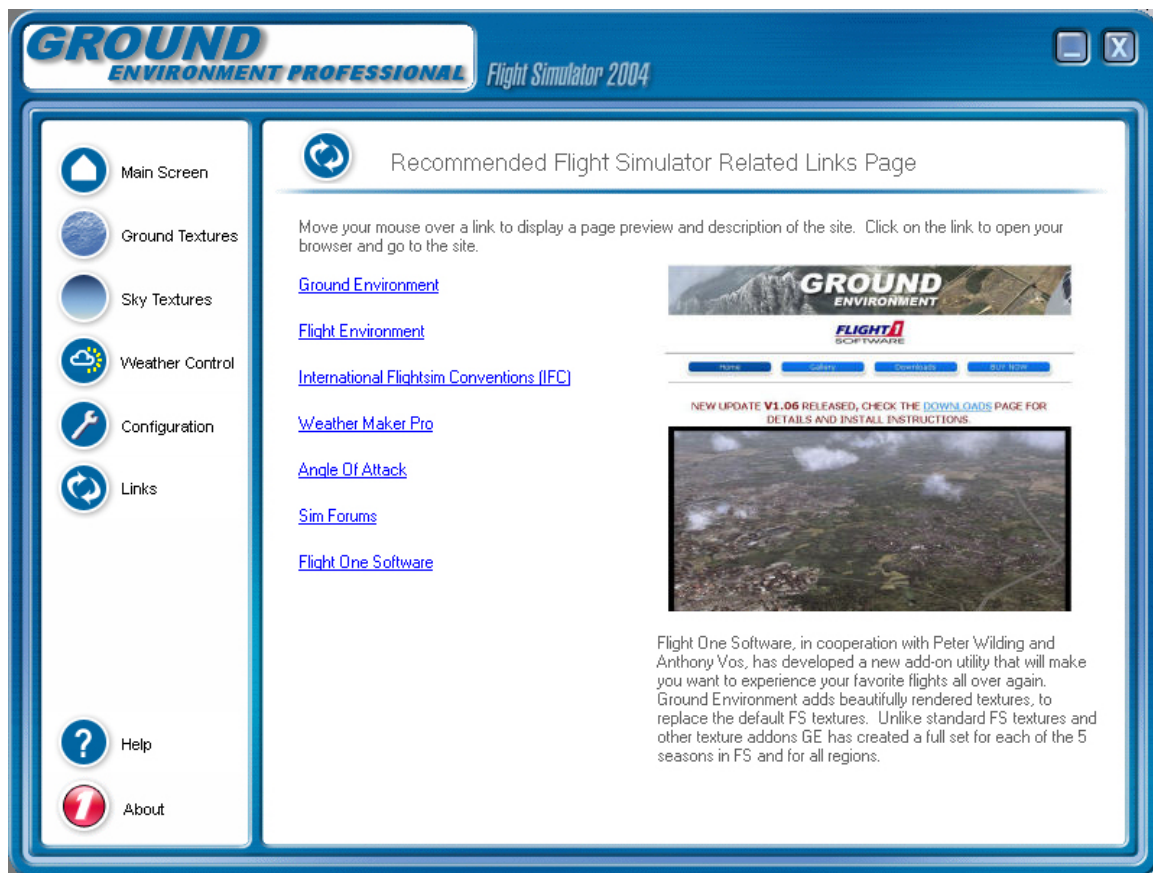 GROUND
ENVIRONMENT PROFESSIONAL
Flight Simulator 2004
X
Main Screen
Ground Textures
Sky Textures
Weather Control
Configuration
Links
? Help
1 About
Recommended Flight Simulator Related Links Page
Move your mouse over a link to display a page preview and description of the site. Click on the link to open your
browser and go to the site.
Ground Environment
Flight Environment
International Flightsim Conventions (IFC)
Weather Maker Pro
Angle Of Attack
Sim Forums
Flight One Software
GROUND
ENVIRONMENT
FLIGHT1
SOFTWARE
Home Gallery Downloads BUY NOW
NEW UPDATE V1.06 RELEASED, CHECK THE DOWNLOADS PAGE FOR
DETAILS AND INSTALL INSTRUCTIONS.
Flight One Software, in cooperation with Peter Wilding and
Anthony Vos, has developed a new add-on utility that will make
you want to experience your favorite flights all over again.
Ground Environment adds beautifully rendered textures, to
replace the default FS textures. Unlike standard FS textures and
other texture addons GE has created a full set for each of the 5
seasons in FS and for all regions.